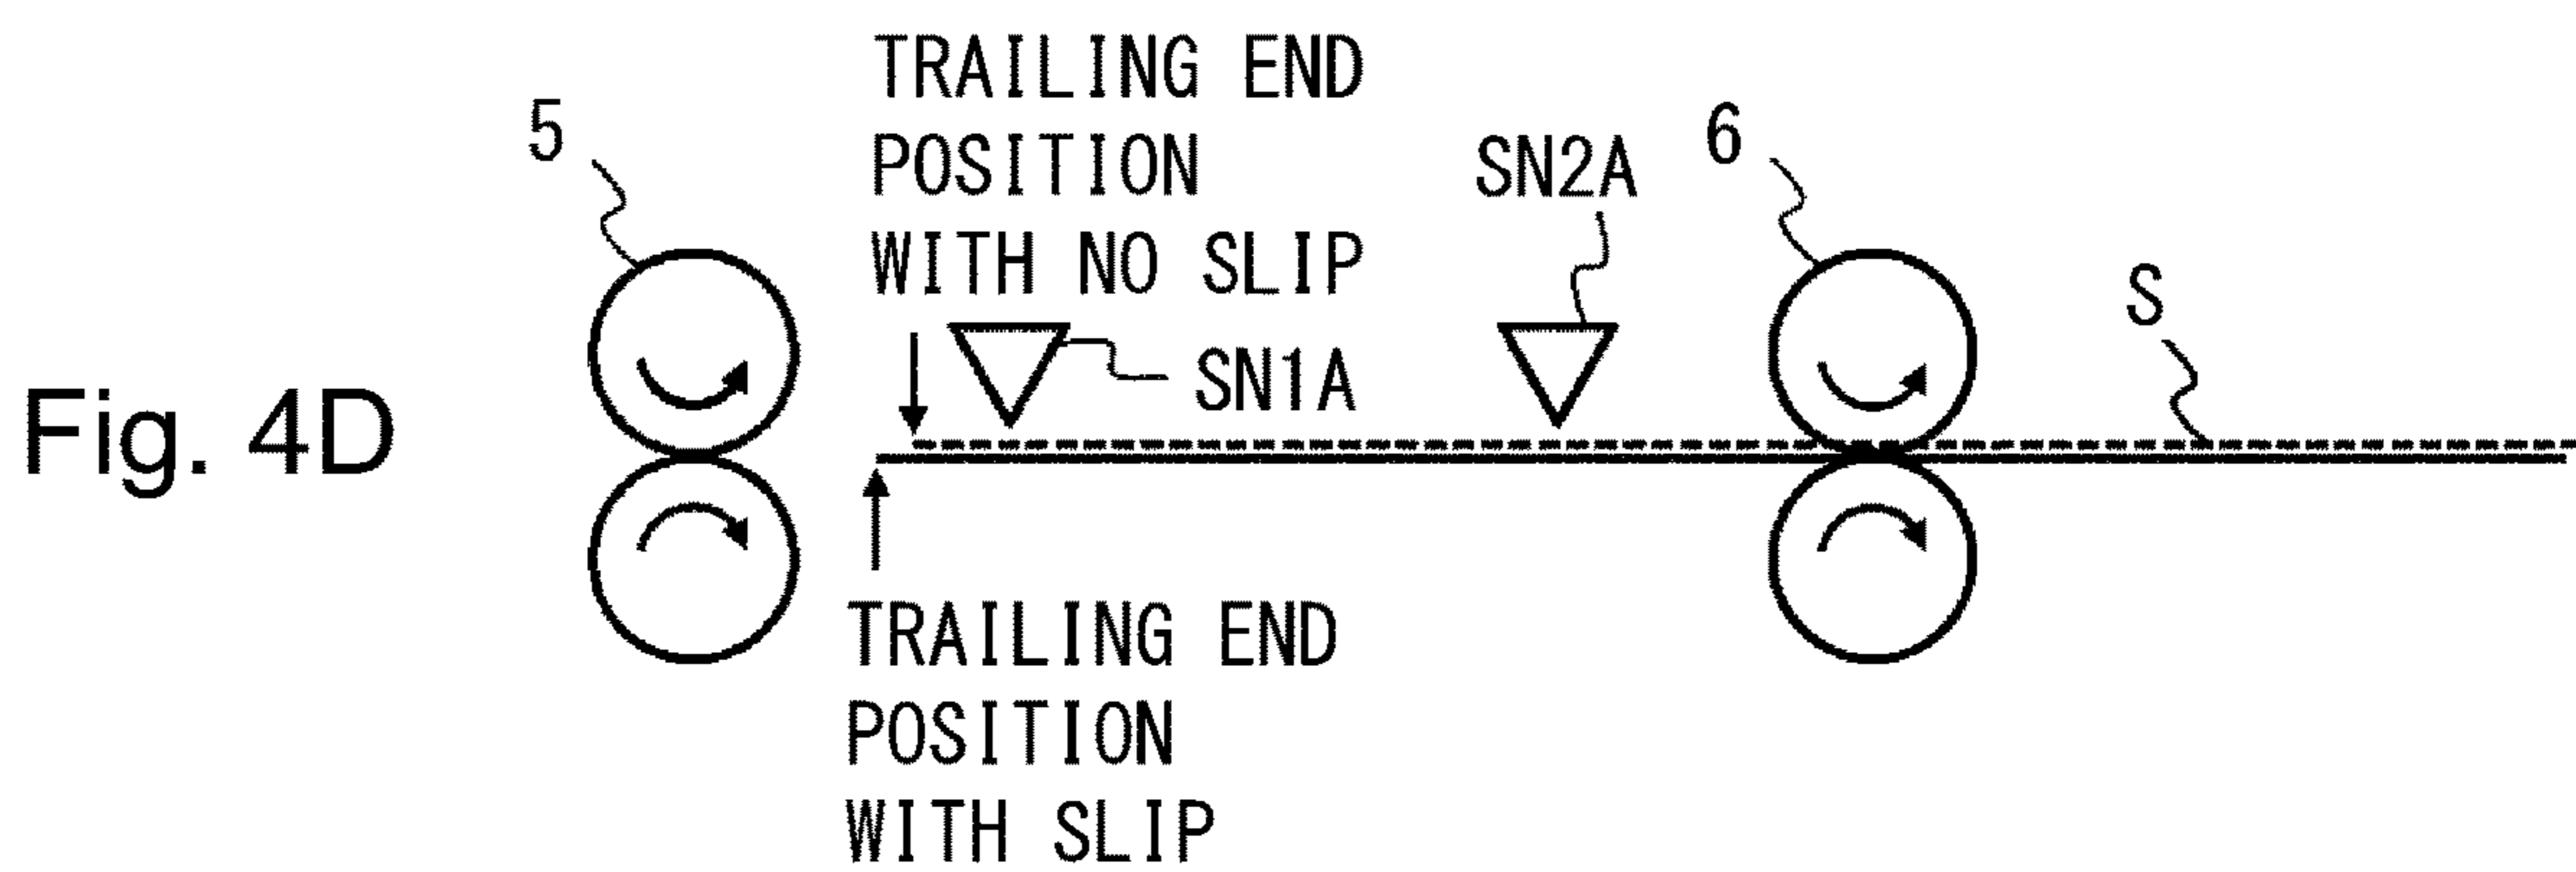 TRAILING END
POSITION
WITH NO SLIP
5
SN2A
6
S
SN1A
Fig. 4D
TRAILING END
POSITION
WITH SLIP